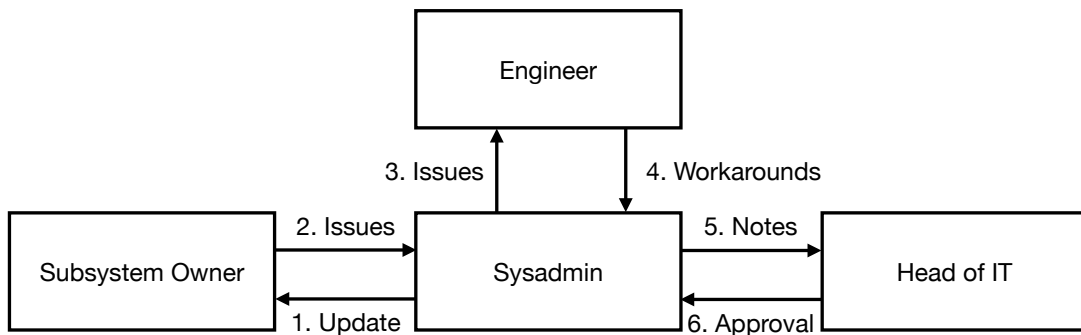 Engineer
3. Issues
4. Workarounds
2. Issues
5. Notes
Subsystem Owner
Sysadmin
Head of IT
1. Update
6. Approval